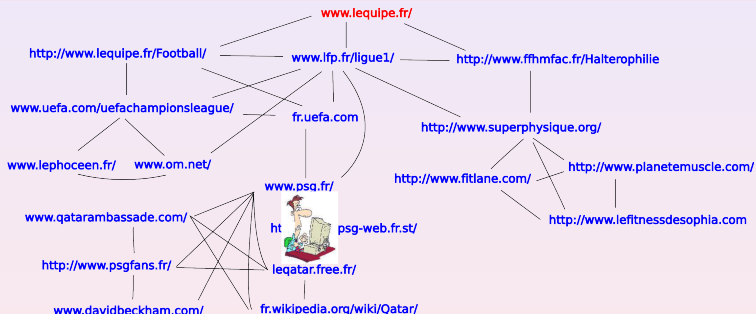 www.lequipe.fr/
http://www.lequipe.fr/Football/
www.lfp.fr/ligue1/
http://www.ffhmfac.fr/Halterophilie
www.uefa.com/uefachampionsleague/
fr.uefa.com
http://www.superphysique.org/
www.lephoceen.fr/
www.om.net/
http://www.planetemuscle.com/
http://www.fitlane.com/
www.psg.fr/
www.qatarambassade.com/
psg-web.fr.st/
http://www.lefitnessdesophia.com
http://www.psgfans.fr/
leqatar.free.fr/
www.davidbeckham.com/
fr.wikipedia.org/wiki/Qatar/